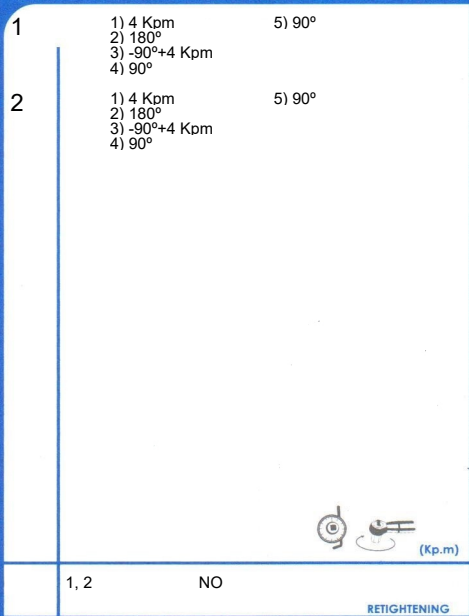 1 1) 4 Kpm 5) 90º
2) 180º
3) -90º+4 Kpm
4) 90º
2 1) 4 Kpm 5) 90º
2) 180º
3) -90º+4 Kpm
4) 90º
(Kp.m)
1, 2 NO
RETIGHTENING